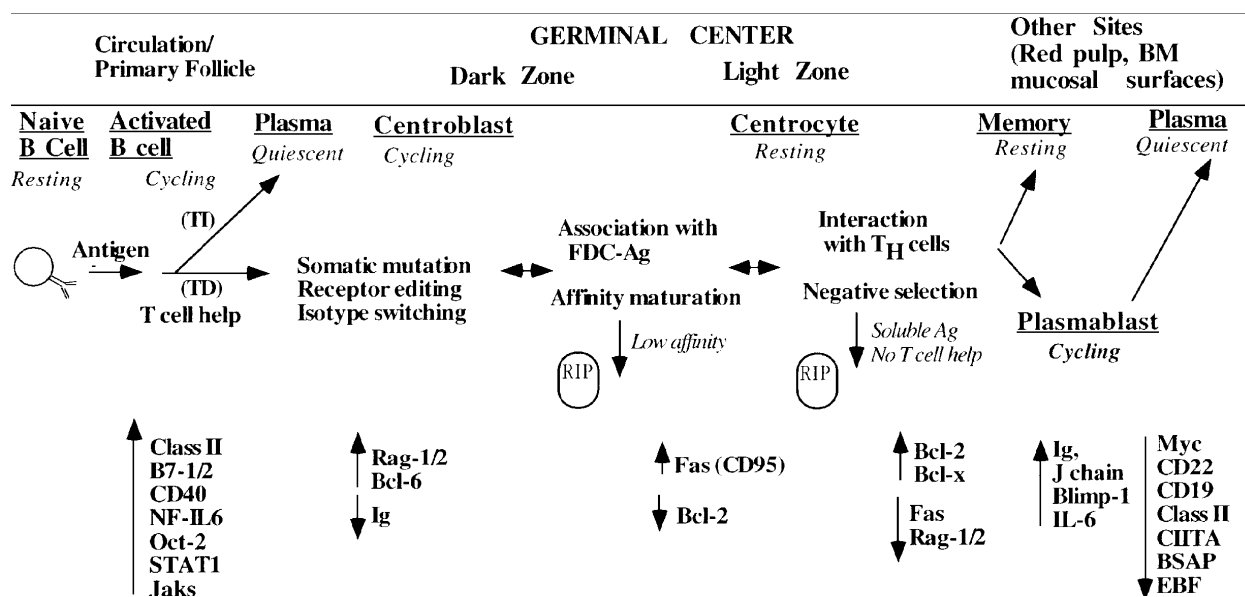 Circulation/
Primary Follicle
GERMINAL CENTER
Dark Zone
Light Zone
Other Sites
(Red pulp, BM
mucosal surfaces)
Naive
B Cell
Resting
Activated
B cell
Cycling
Plasma
Quiescent
Centroblast
Cycling
Centrocyte
Resting
Memory
Resting
Plasma
Quiescent
Antigen
(TI)
(TD)
T cell help
Somatic mutation
Receptor editing
Isotype switching
Association with
FDC-Ag
Affinity maturation
Low affinity
RIP
Interaction
with TH cells
Negative selection
Soluble Ag
No T cell help
RIP
Plasmablast
Cycling
Class II
B7-1/2
CD40
NF-IL6
Oct-2
STAT1
Jaks
Rag-1/2
Bcl-6
Ig
Fas (CD95)
Bcl-2
Bcl-2
Bcl-x
Fas
Rag-1/2
Ig,
J chain
Blimp-1
IL-6
Myc
CD22
CD19
Class II
CIITA
BSAP
EBF